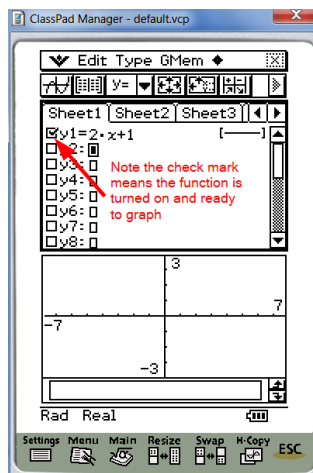 ClassPad Manager - default.vcp
Edit Type GMem
y=
Sheet1 Sheet2 Sheet3
y1=2·x+1 [—]
y2:
y3:
y4:
y5:
y6:
y7:
y8:
Note the check mark
means the function is
turned on and ready
to graph
3
7
-7
-3
Rad Real
Settings Menu Main Resize Swap H·Copy ESC